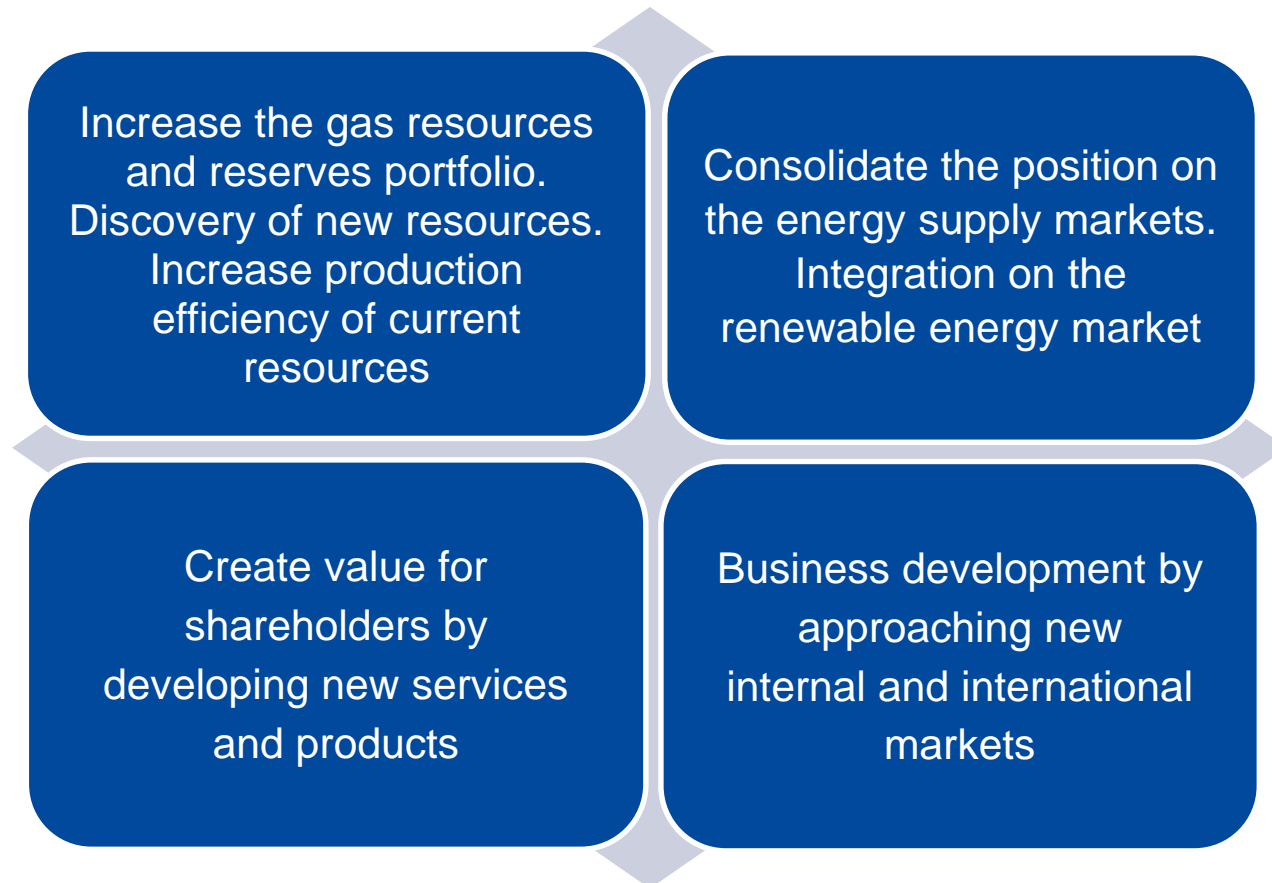 Increase the gas resources
and reserves portfolio.
Discovery of new resources.
Increase production
efficiency of current
resources
Consolidate the position on
the energy supply markets.
Integration on the
renewable energy market
Create value for
shareholders by
developing new services
and products
Business development by
approaching new
internal and international
markets